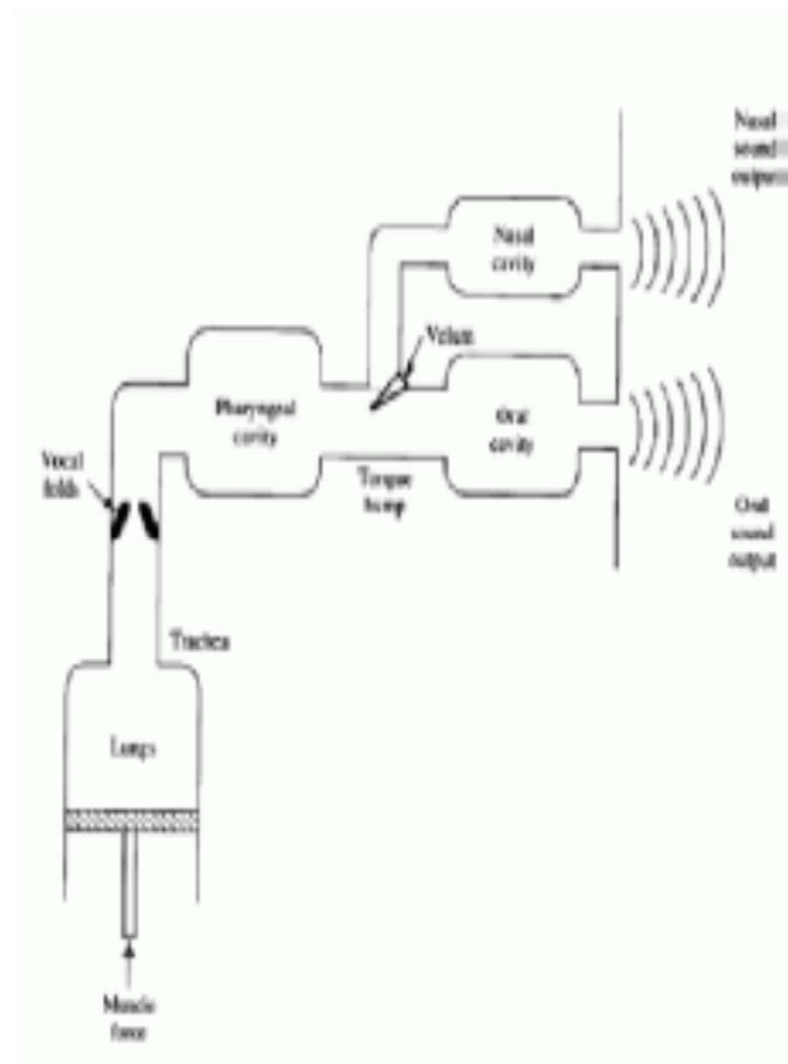 Nasal
sound
output
Nasal
cavity
Velum
Pharyngeal
cavity
Oral
cavity
Vocal
folds
Tongue
hump
Oral
sound
output
Trachea
Lungs
Muscle
force